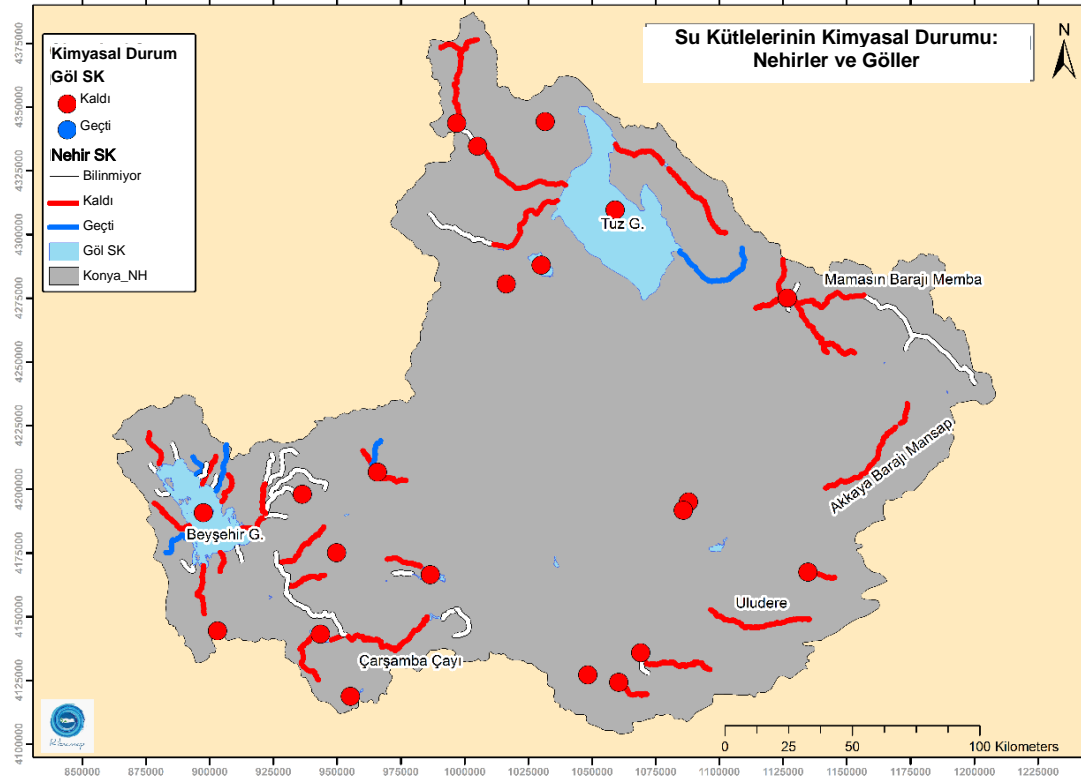 Su Kütlelerinin Kimyasal Durumu:
Nehirler ve Göller
N
Kimyasal Durum
Göl SK
Kaldı
Geçti
Nehir SK
Bilinmiyor
Kaldı
Geçti
Göl SK
Konya_NH
Tuz G.
Mamasın Barajı Memba
Akkaya Barajı Mansap
Beyşehir G.
Uludere
Çarşamba Çayı
0 25 50 100 Kilometers
4375000
4350000
4325000
4300000
4275000
4250000
4225000
4200000
4175000
4150000
4125000
4100000
850000 875000 900000 925000 950000 975000 1000000 1025000 1050000 1075000 1100000 1125000 1150000 1175000 1200000 1225000